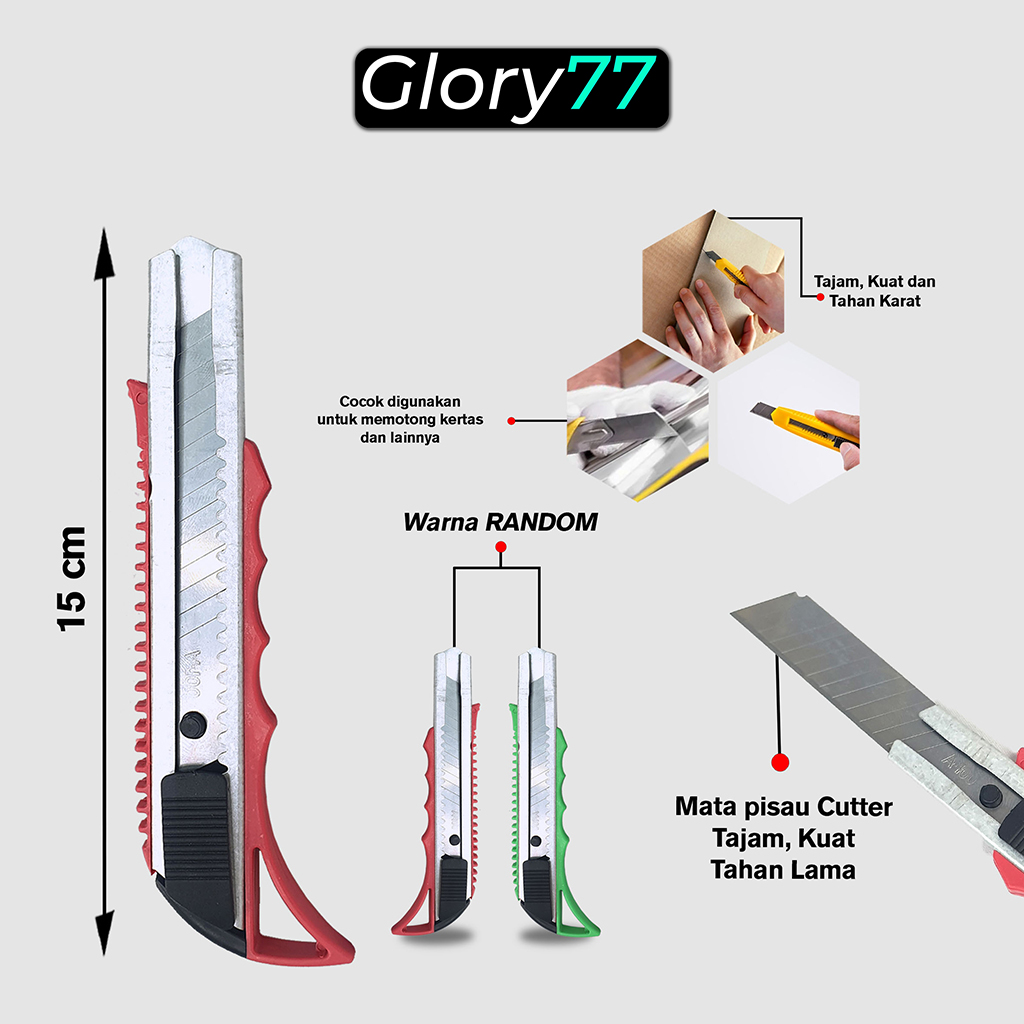 Glory77
Tajam, Kuat dan
Tahan Karat
Cocok digunakan
untuk memotong kertas
dan lainnya
Warna RANDOM
15 cm
Mata pisau Cutter
Tajam, Kuat
Tahan Lama